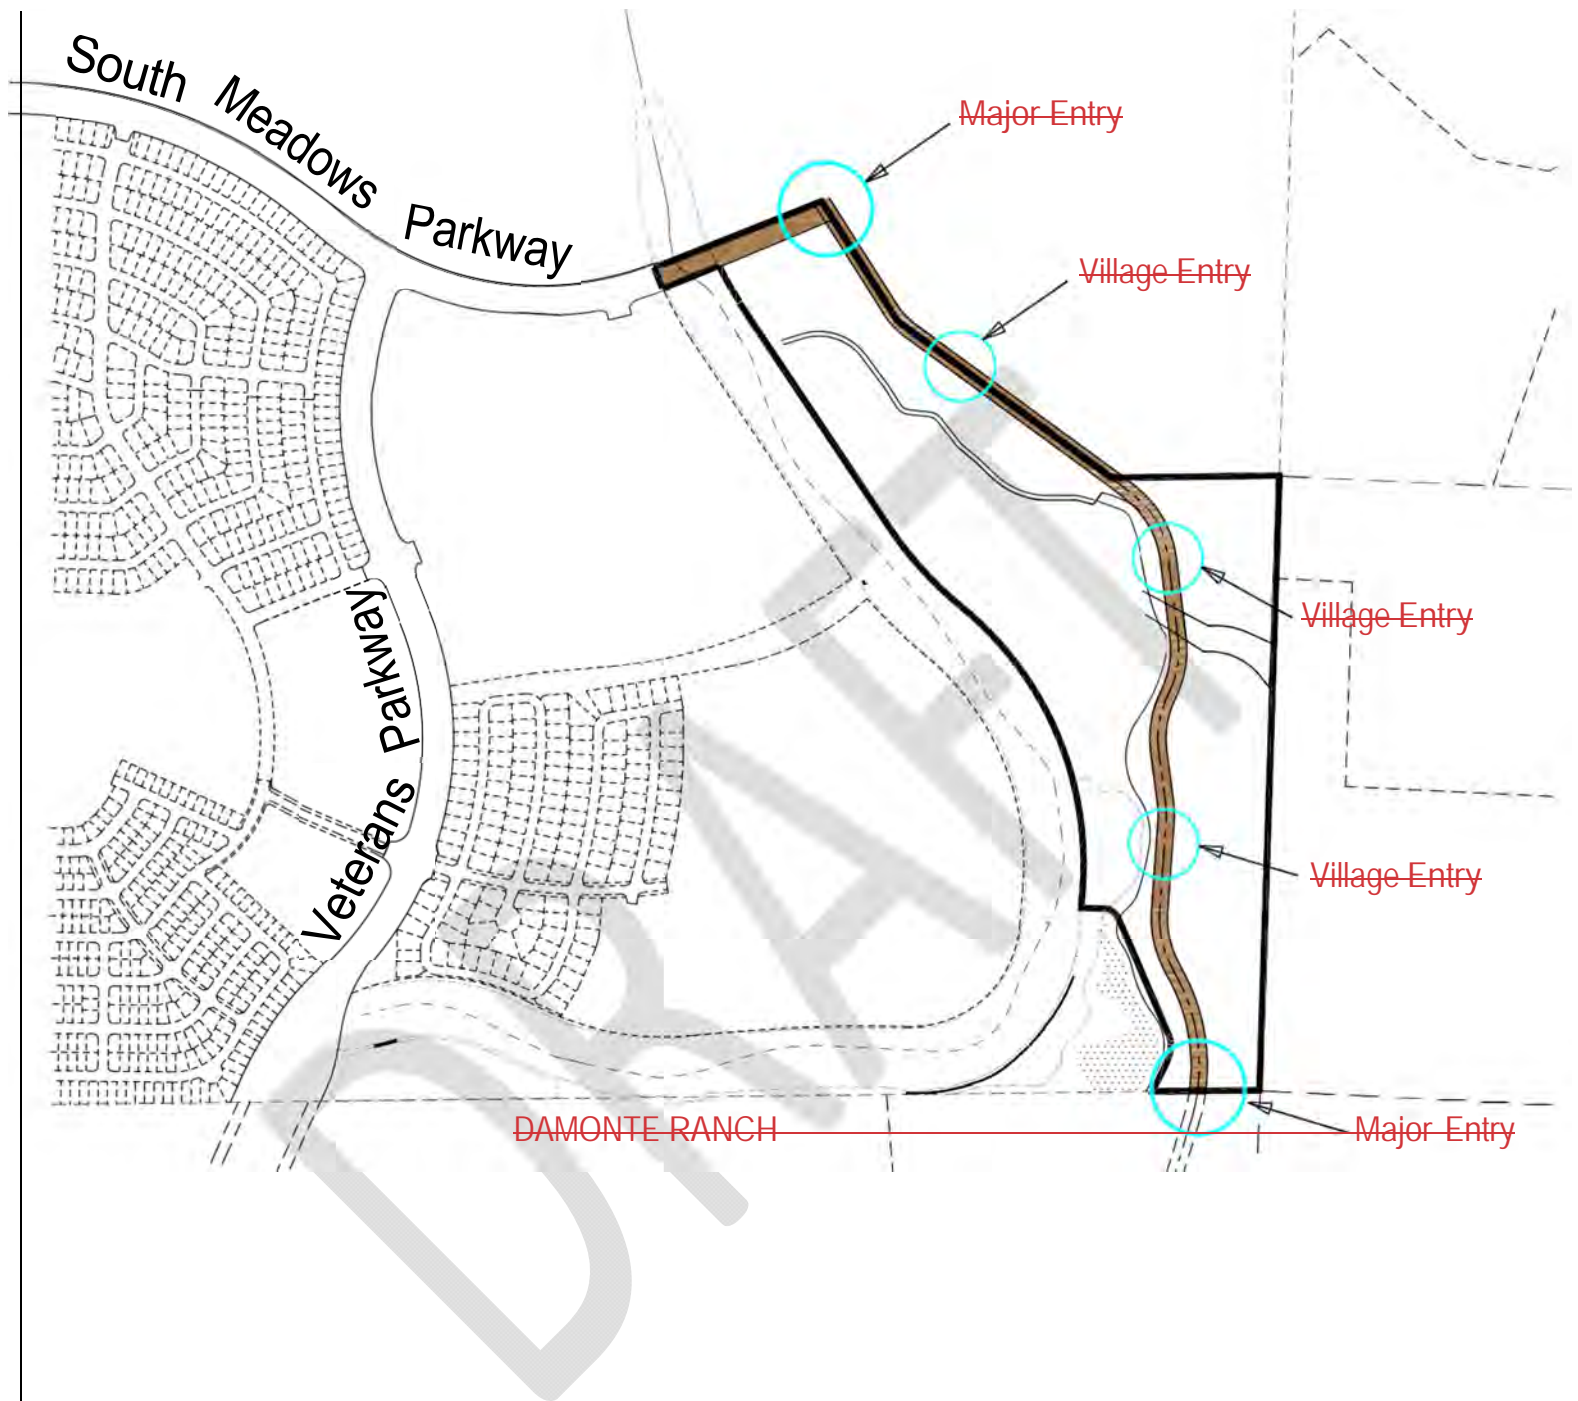 South Meadows Parkway
Major Entry
Village Entry
Village Entry
Veterans Parkway
Village Entry
DAMONTE RANCH
Major Entry
DRAFT